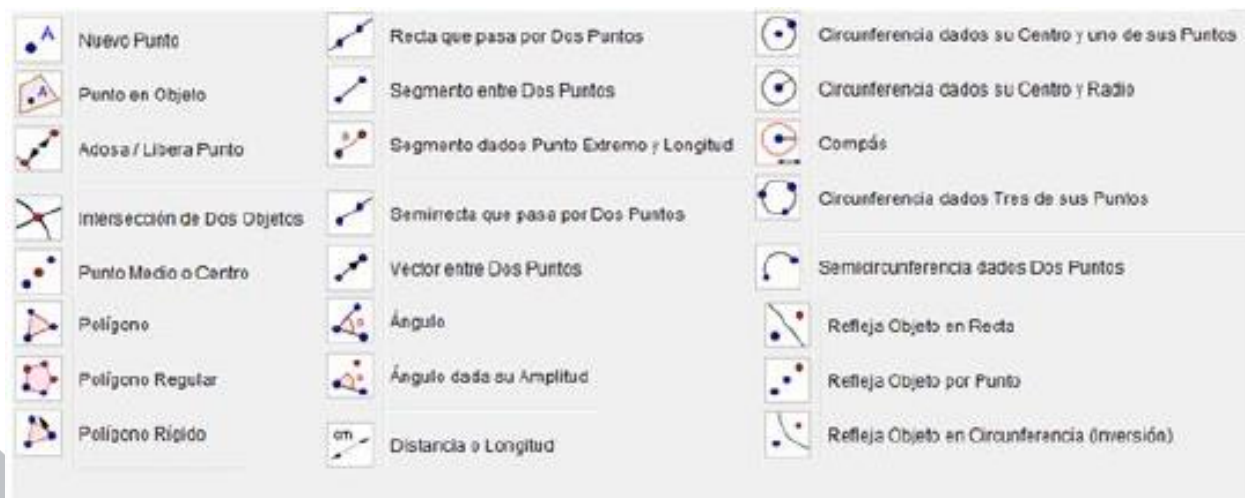 Nuevo Punto
Punto en Objeto
Adosa / Libera Punto
Intersección de Dos Objetos
Punto Medio o Centro
Polígono
Polígono Regular
Polígono Rígido
Recta que pasa por Dos Puntos
Segmento entre Dos Puntos
Segmento dados Punto Extremo y Longitud
Semirrecta que pasa por Dos Puntos
Vector entre Dos Puntos
Ángulo
Ángulo dada su Amplitud
cm
Distancia o Longitud
Circunferencia dados su Centro y uno de sus Puntos
Circunferencia dados su Centro y Radio
Compás
Circunferencia dados Tres de sus Puntos
Semicircunferencia dados Dos Puntos
Refleja Objeto en Recta
Refleja Objeto por Punto
Refleja Objeto en Circunferencia (Inversión)